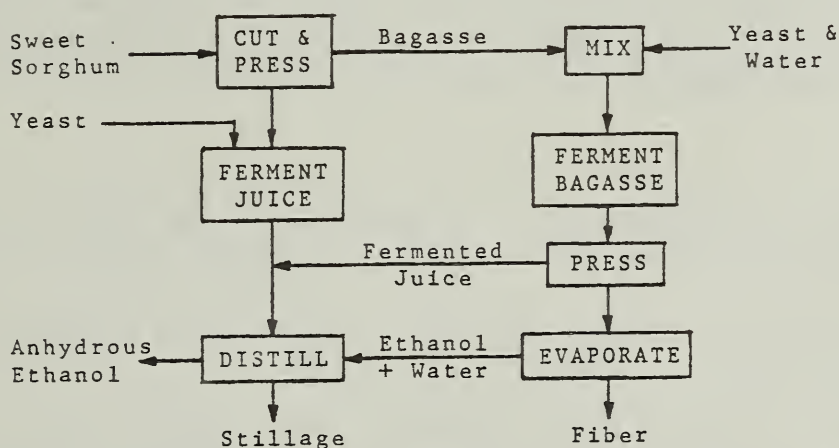 Sweet
Sorghum
CUT &
PRESS
Bagasse
MIX
Yeast &
Water
Yeast
FERMENT
JUICE
FERMENT
BAGASSE
Fermented
Juice
PRESS
Anhydrous
Ethanol
DISTILL
Ethanol
+ Water
EVAPORATE
Stillage
Fiber